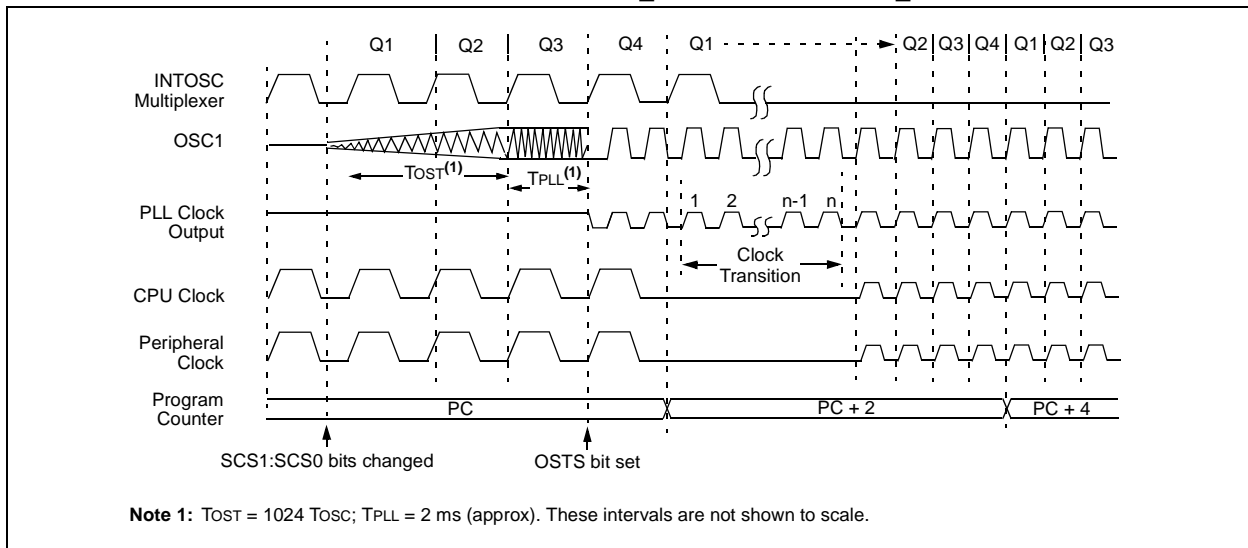 Q1 Q2 Q3 Q4 Q1 Q2 Q3 Q4 Q1 Q2 Q3
INTOSC
Multiplexer
OSC1
TOST(1)
TPLL(1)
PLL Clock
Output
1 2 n-1 n
Clock
Transition
CPU Clock
Peripheral
Clock
Program
Counter
PC PC + 2 PC + 4
SCS1:SCS0 bits changed
OSTS bit set
Note 1: TOST = 1024 TOSC; TPLL = 2 ms (approx). These intervals are not shown to scale.